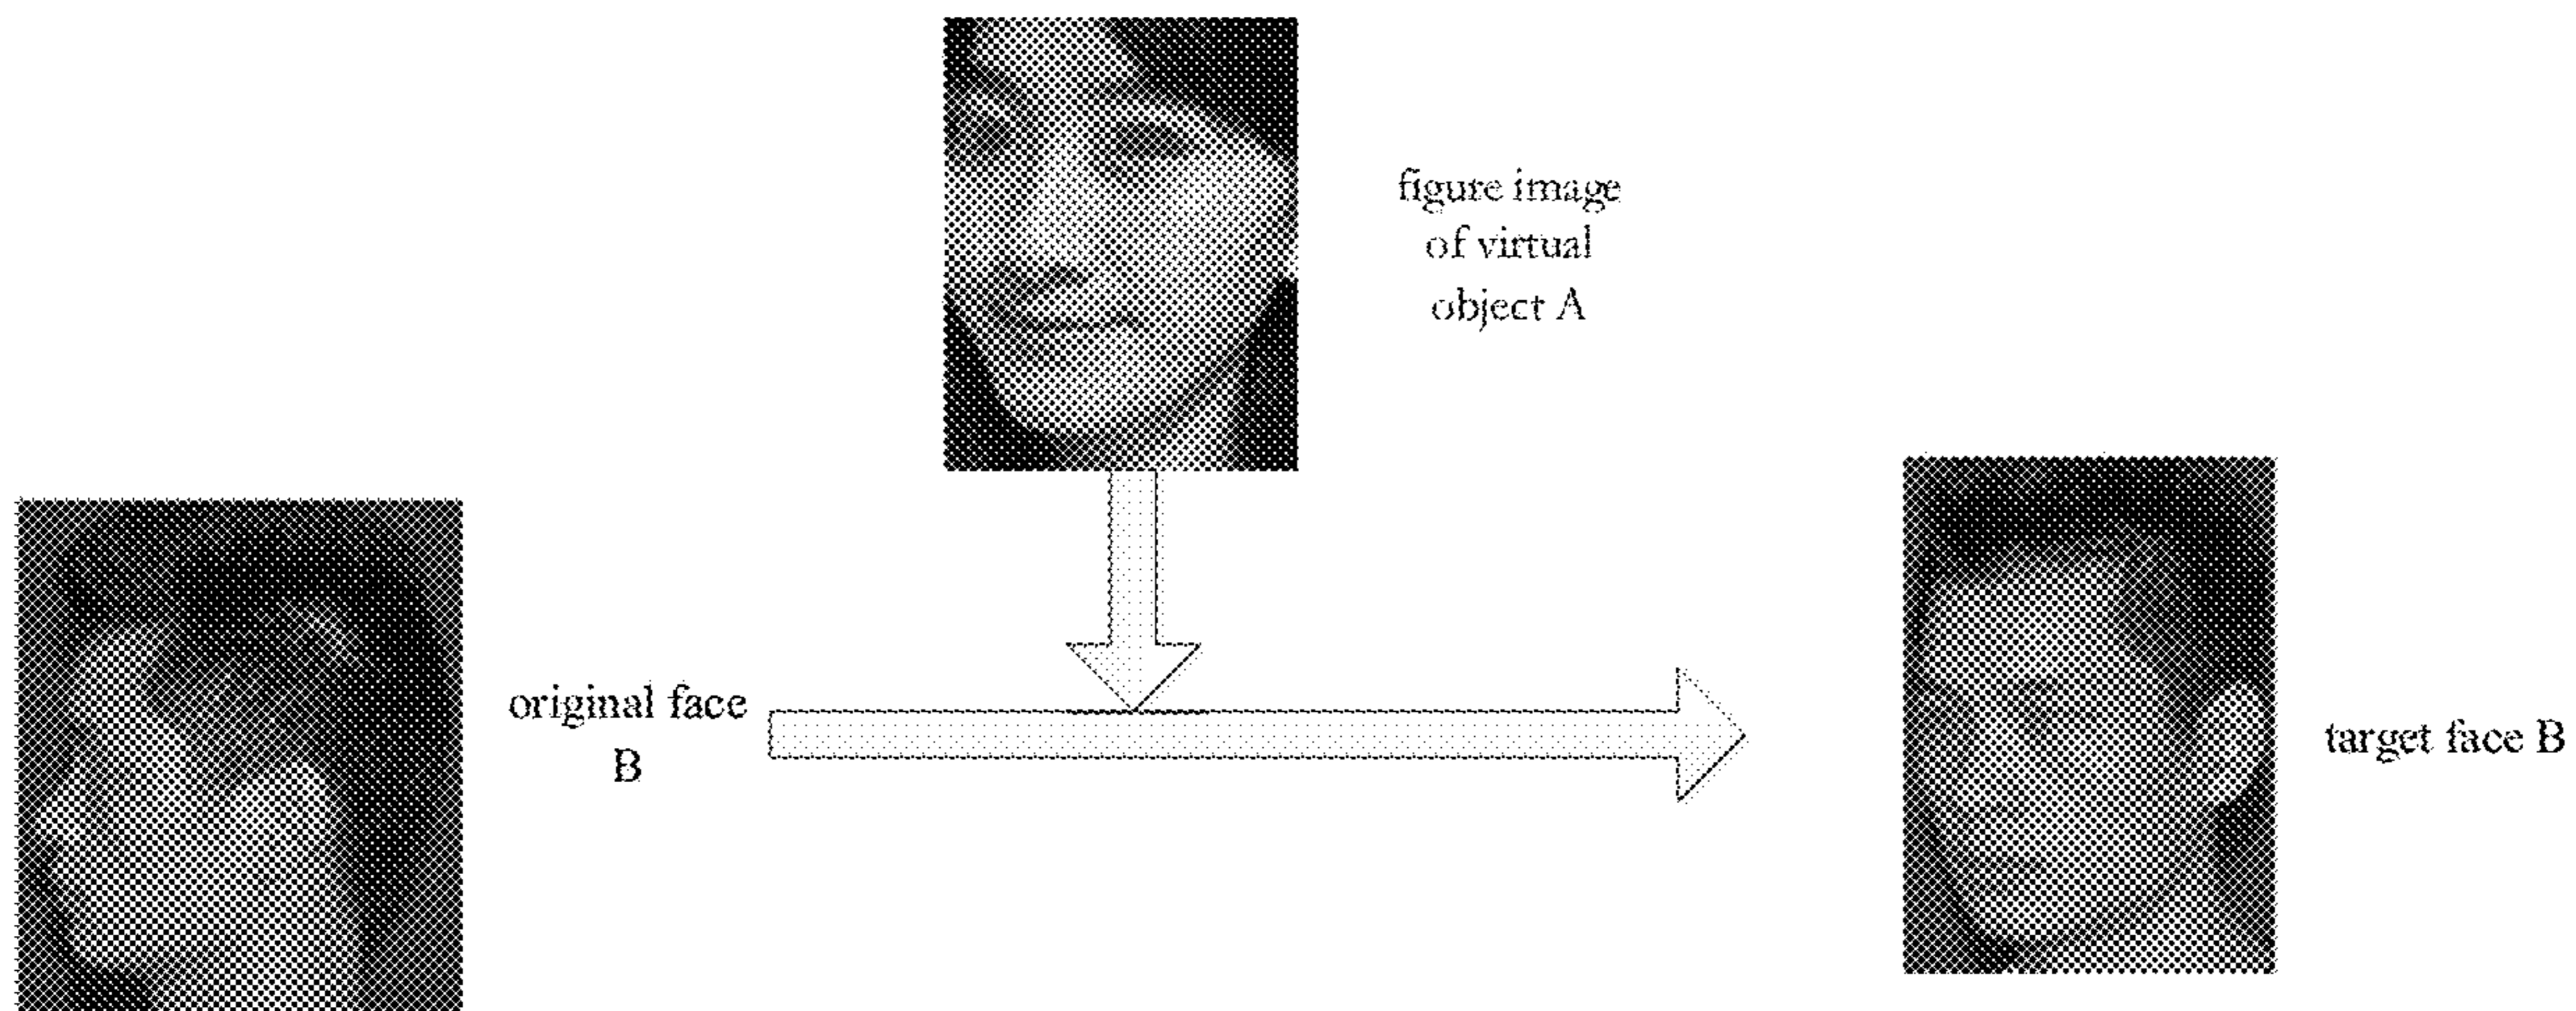 figure image
of virtual
object A
original face
B
target face B